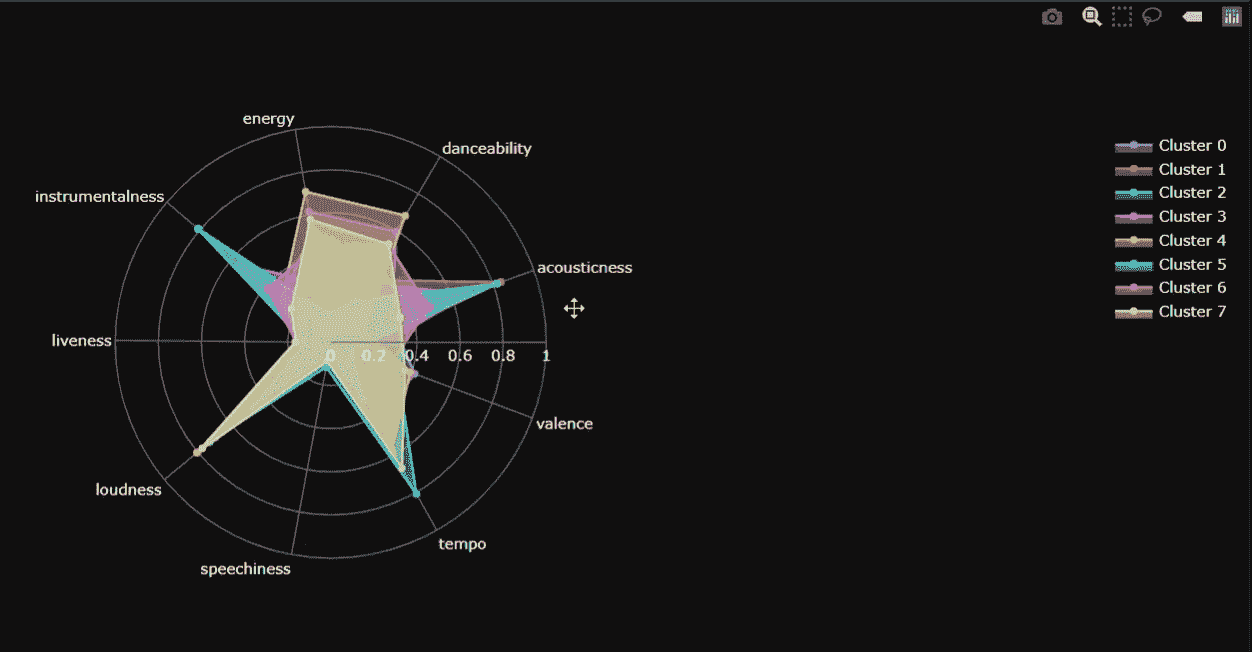 energy
danceability
Cluster 0
Cluster 1
instrumentalness
Cluster 2
Cluster 3
Cluster 4
acousticness
Cluster 5
Cluster 6
Cluster 7
liveness
0 0.2 0.4 0.6 0.8 1
valence
loudness
tempo
speechiness